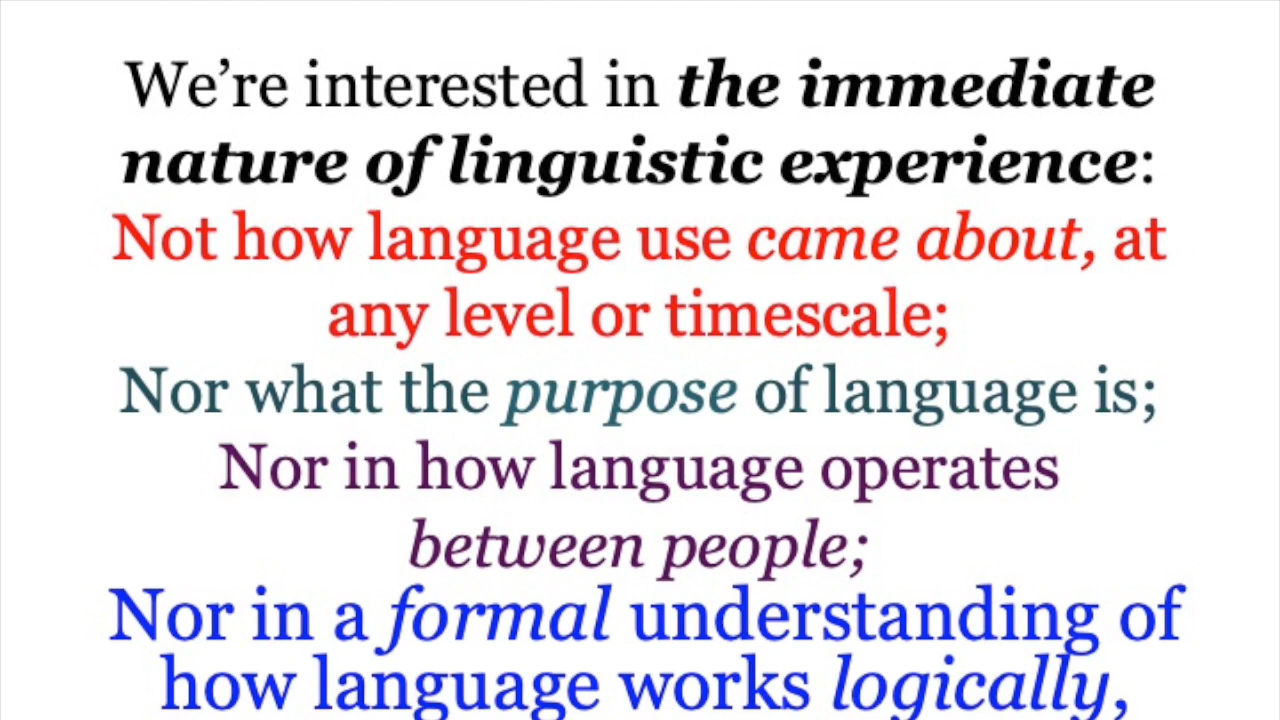 We’re interested in the immediate
nature of linguistic experience:
Not how language use came about, at
any level or timescale;
Nor what the purpose of language is;
Nor in how language operates
between people;
Nor in a formal understanding of
how language works logically,